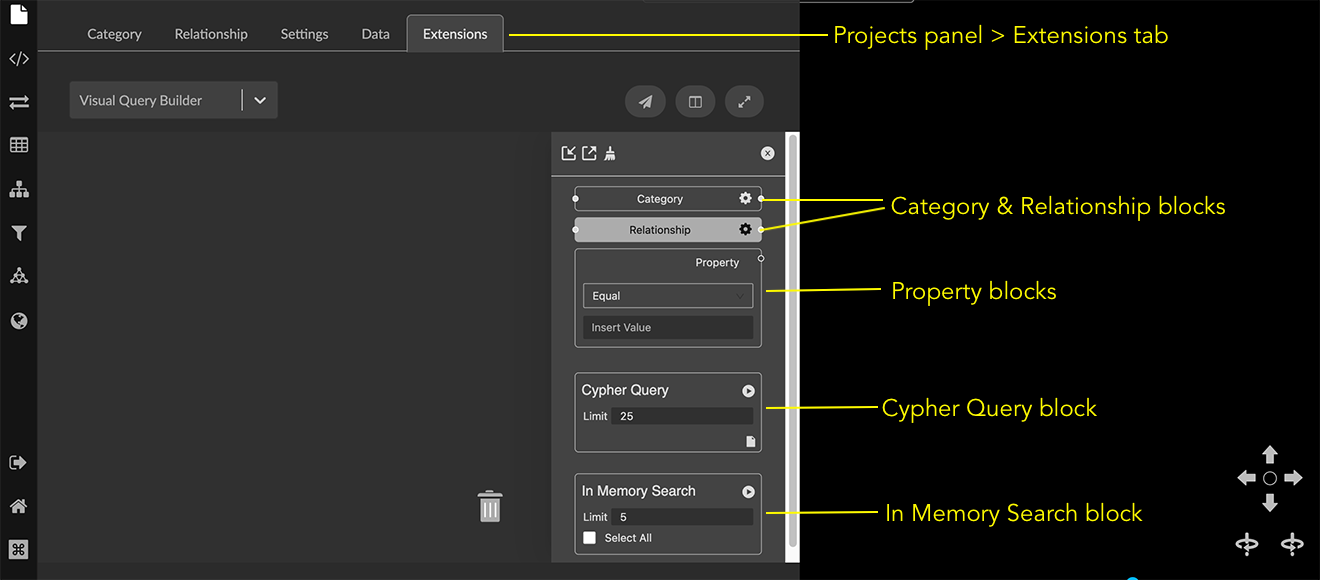 Category Relationship Settings Data Extensions
Projects panel > Extensions tab
Visual Query Builder
Category
Category & Relationship blocks
Relationship
Property
Property blocks
Equal
Insert Value
Cypher Query
Cypher Query block
Limit 25
In Memory Search
In Memory Search block
Limit 5
Select All